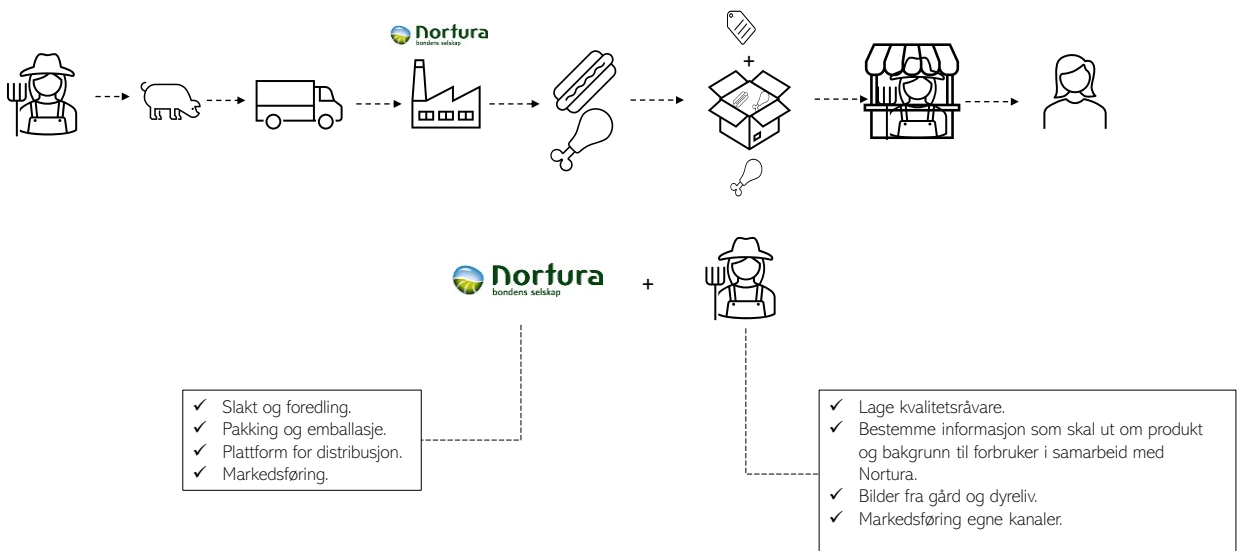 Nortura
bondens selskap
+
Nortura
bondens selskap
+
✓ Slakt og foredling.
✓ Pakking og emballasje.
✓ Plattform for distribusjon.
✓ Markedsføring.
✓ Lage kvalitetsråvare.
✓ Bestemme informasjon som skal ut om produkt
og bakgrunn til forbruker i samarbeid med
Nortura.
✓ Bilder fra gård og dyreliv.
✓ Markedsføring egne kanaler.